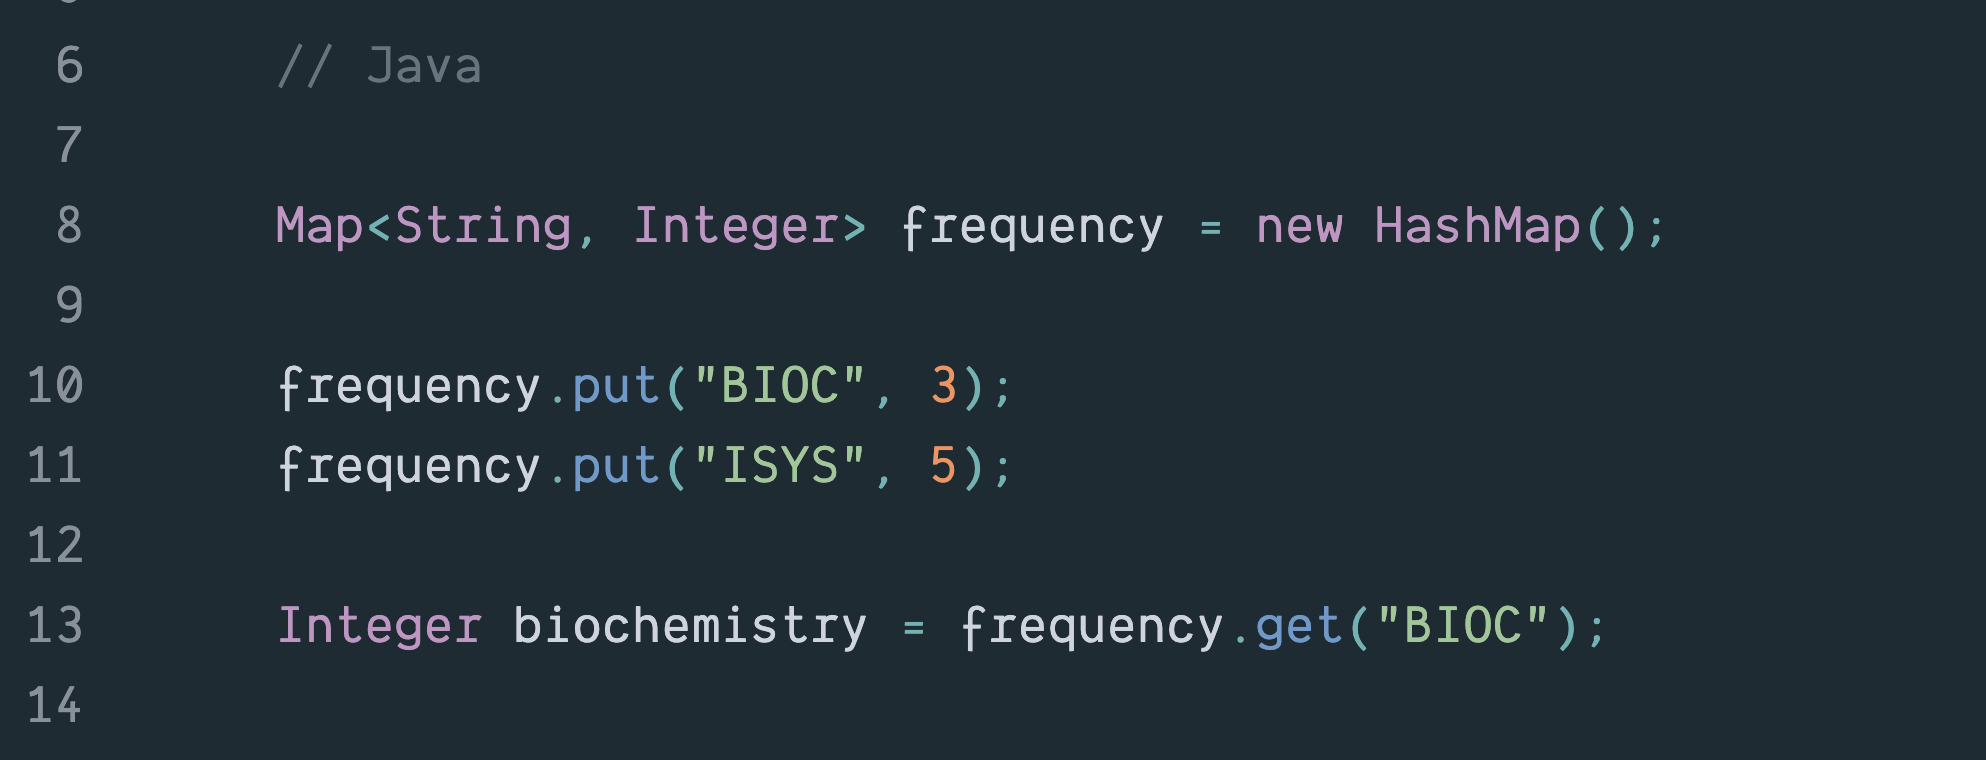 6 // Java
7
8 Map<String, Integer> frequency = new HashMap();
9
10 frequency.put("BIOC", 3);
11 frequency.put("ISYS", 5);
12
13 Integer biochemistry = frequency.get("BIOC");
14